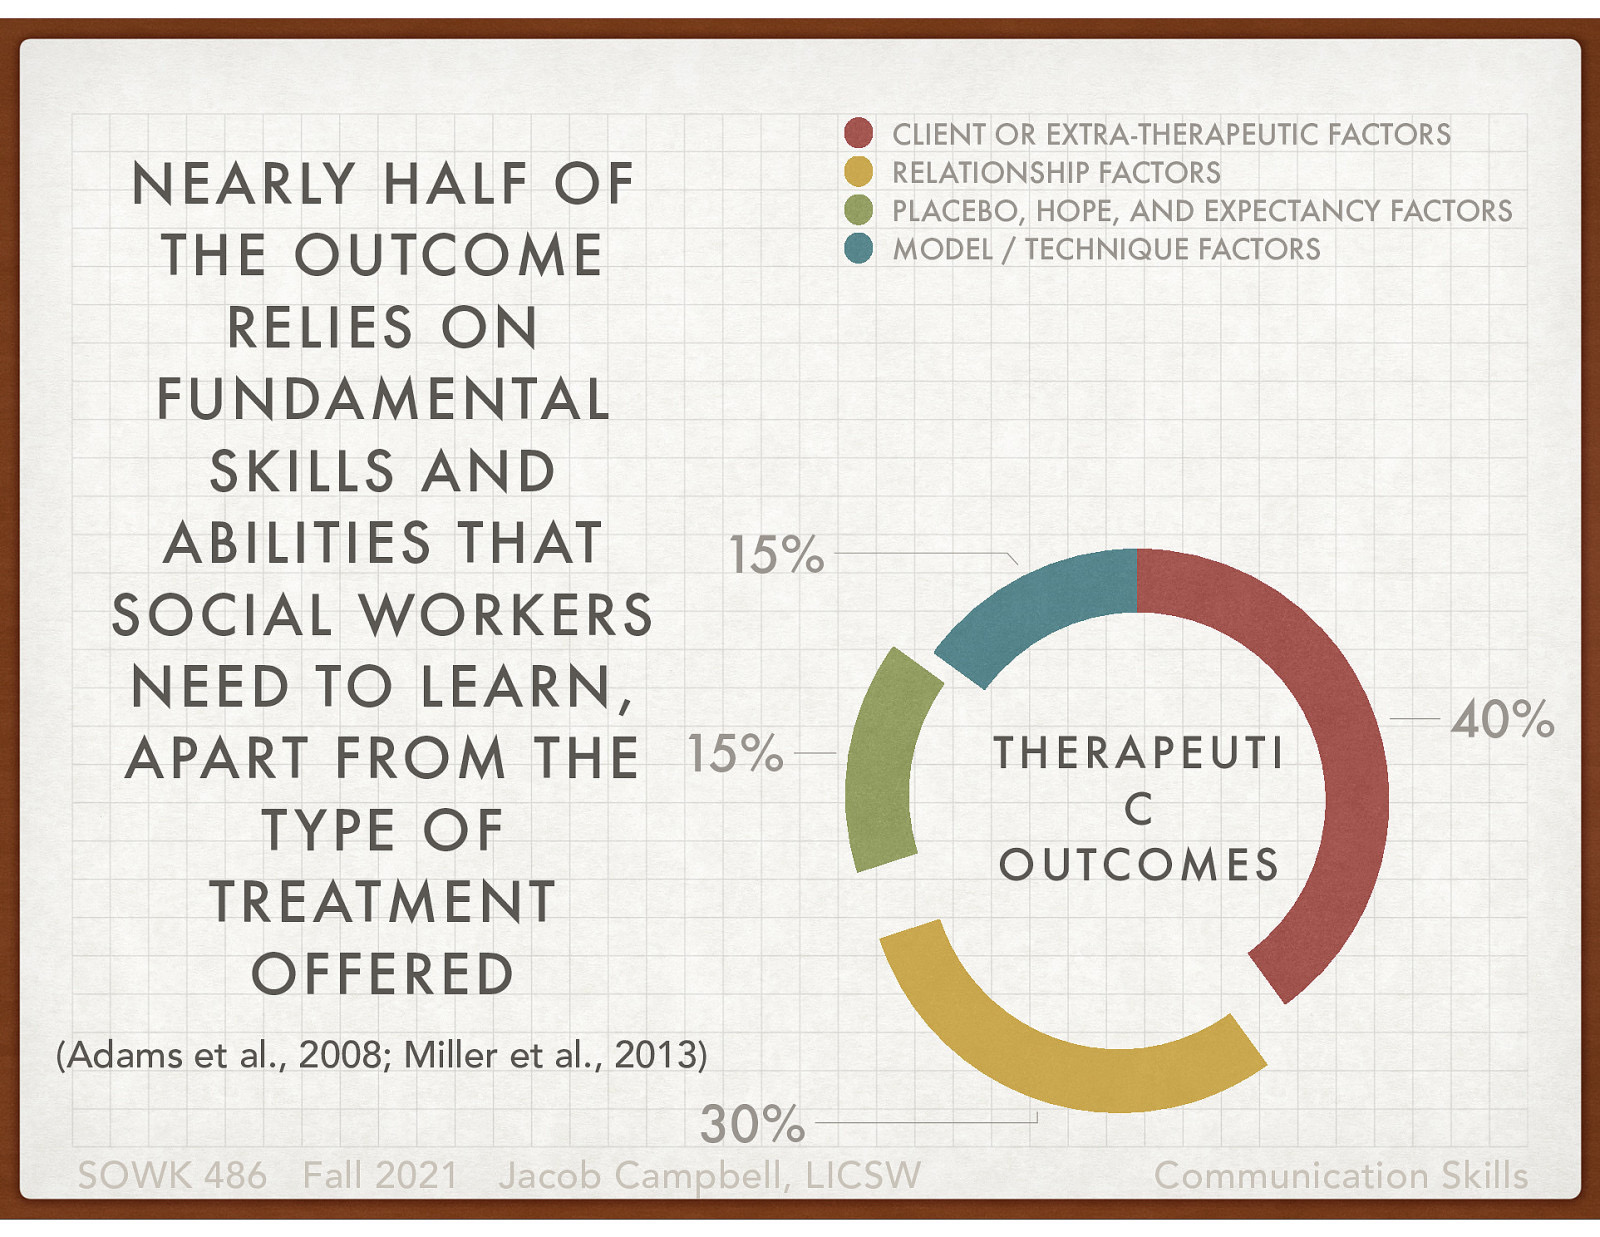 NEARLY HALF OF
THE OUTCOME
RELIES ON
FUNDAMENTAL
SKILLS AND
ABILITIES THAT
SOCIAL WORKERS
NEED TO LEARN,
APART FROM THE
TYPE OF
TREATMENT
OFFERED
(Adams et al., 2008; Miller et al., 2013)
CLIENT OR EXTRA-THERAPEUTIC FACTORS
RELATIONSHIP FACTORS
PLACEBO, HOPE, AND EXPECTANCY FACTORS
MODEL / TECHNIQUE FACTORS
15%
40%
15%
THERAPEUTI
C
OUTCOMES
30%
SOWK 486 Fall 2021 Jacob Campbell, LICSW
Communication Skills